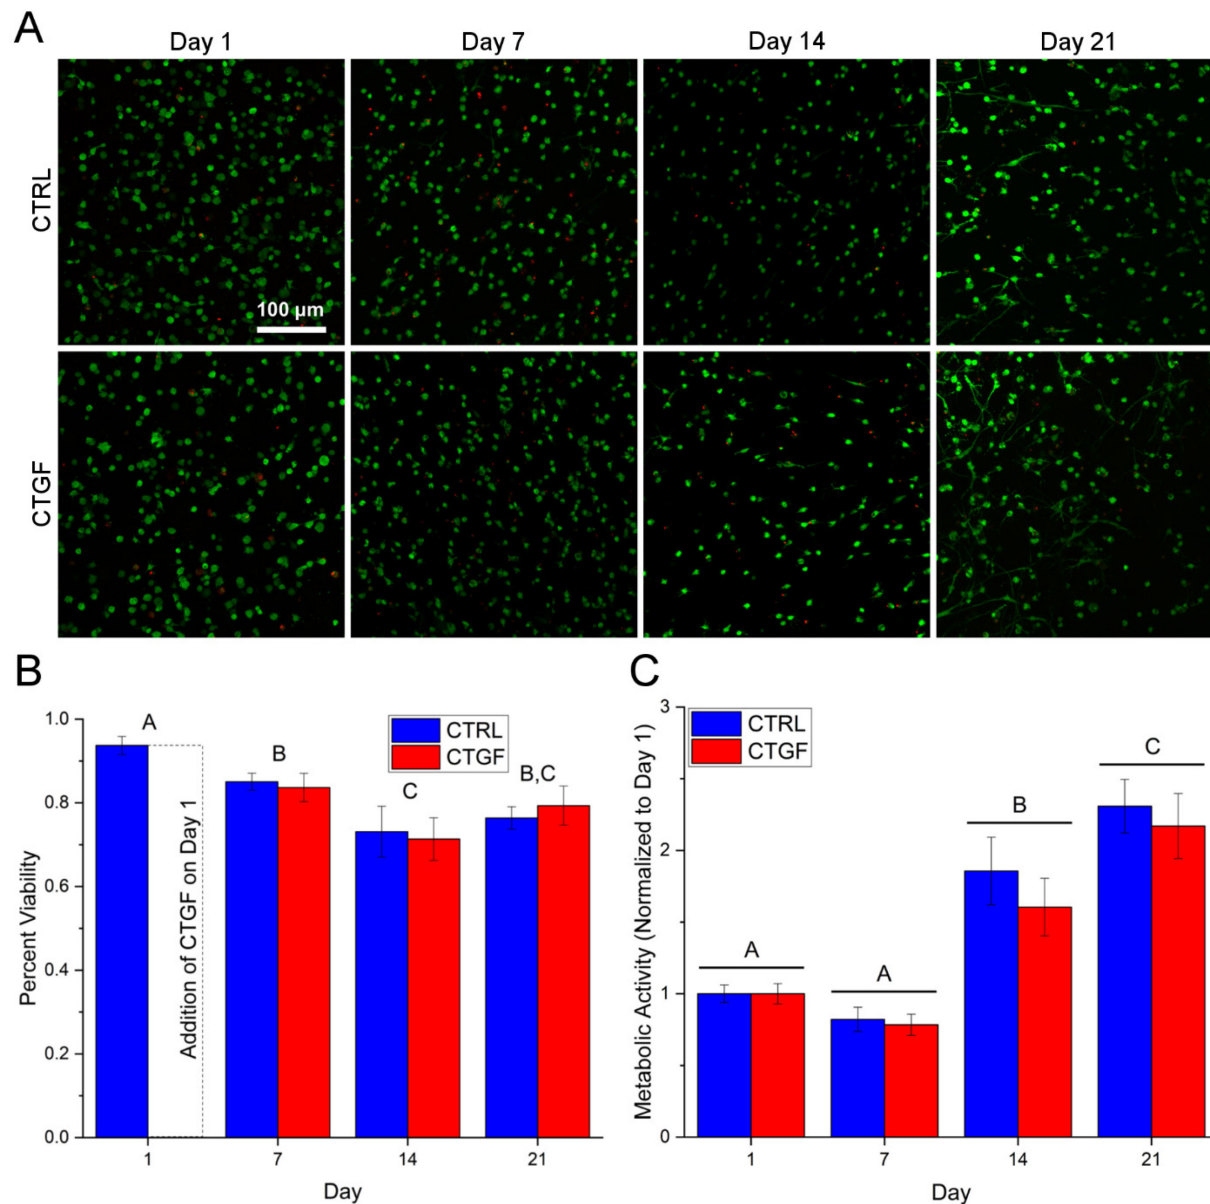 A
Day 1
Day 7
Day 14
Day 21
CTRL
100 µm
CTGF
B
1.0
0.8
0.6
0.4
0.2
0.0
Percent Viability
A
Addition of CTGF on Day 1
B
C
B,C
CTRL
CTGF
1
7
14
21
Day
C
3
2
1
0
Metabolic Activity (Normalized to Day 1)
CTRL
CTGF
A
A
B
C
1
7
14
21
Day